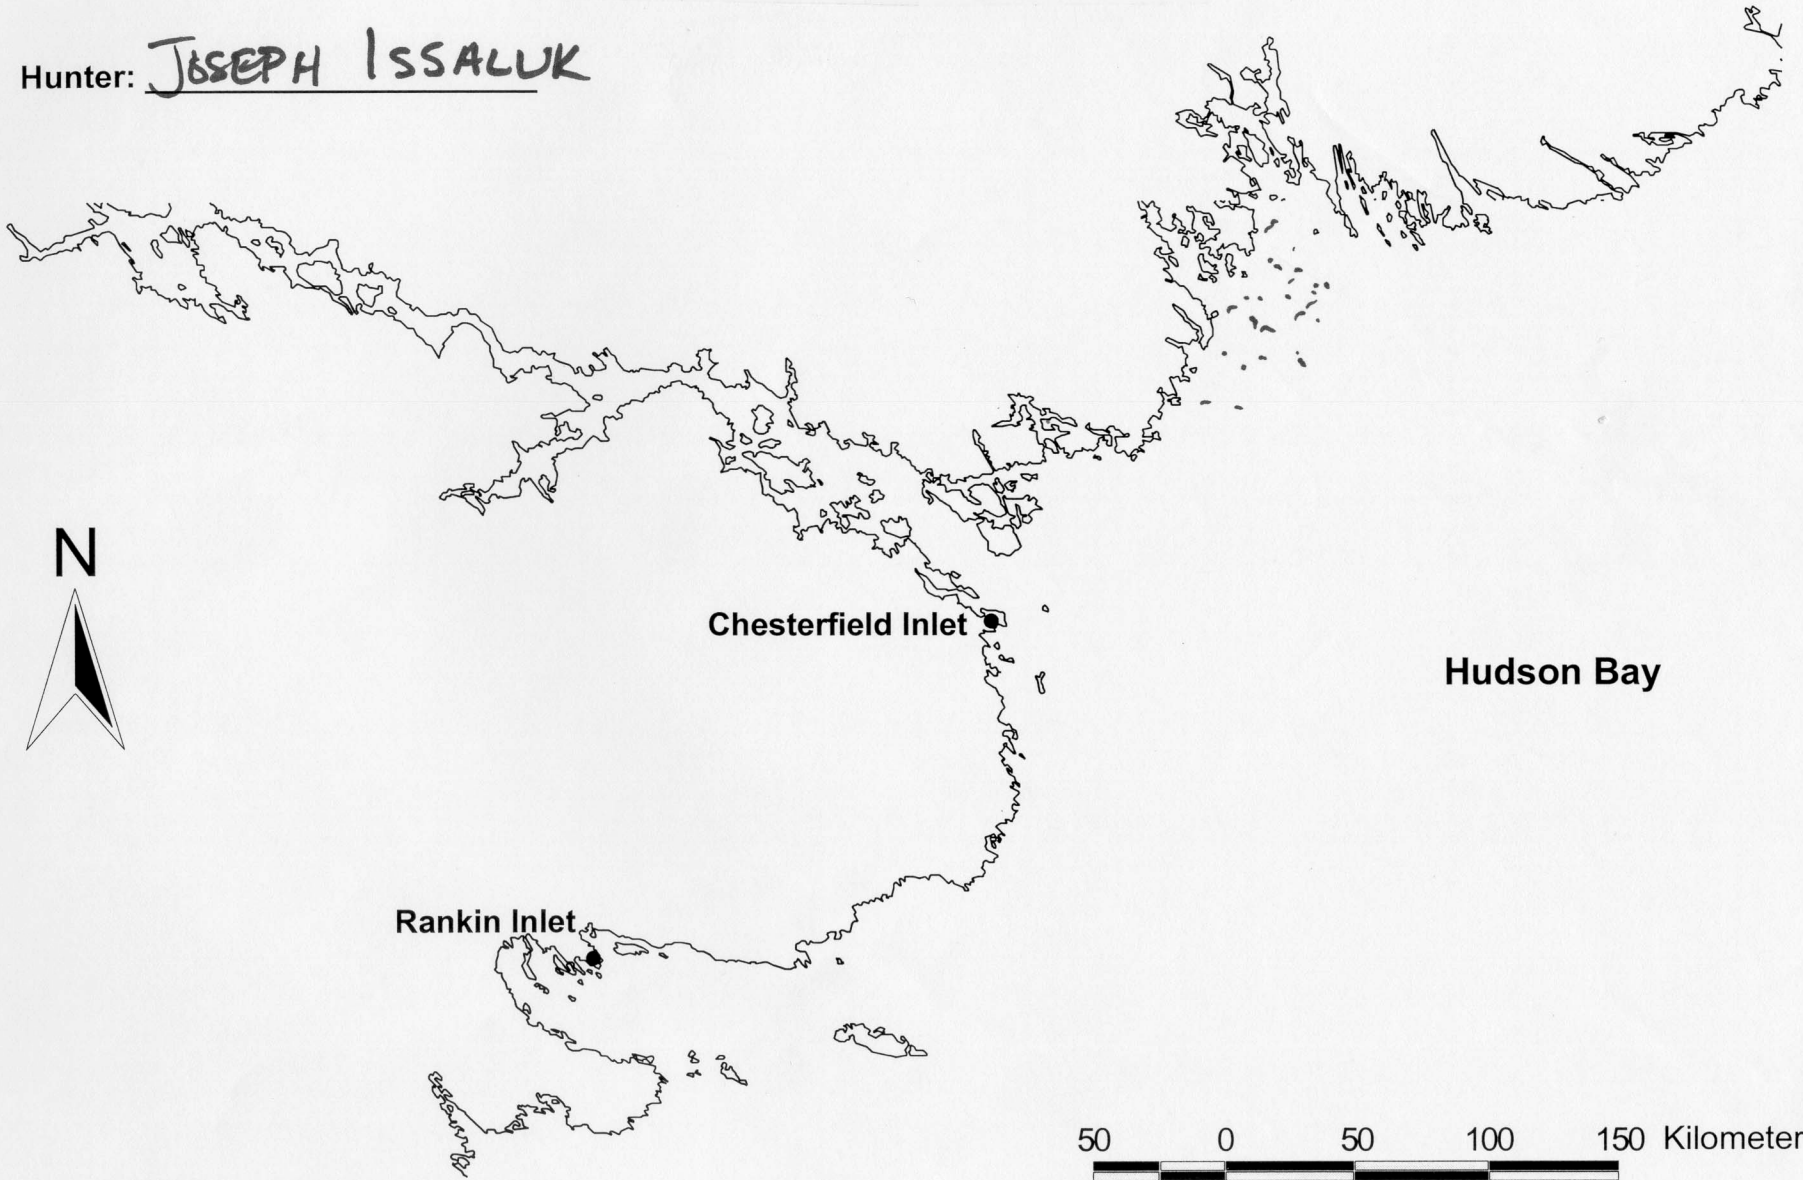 Hunter: JOSEPH ISSALUK
N
Chesterfield Inlet
Hudson Bay
Rankin Inlet
50 0 50 100 150 Kilometer